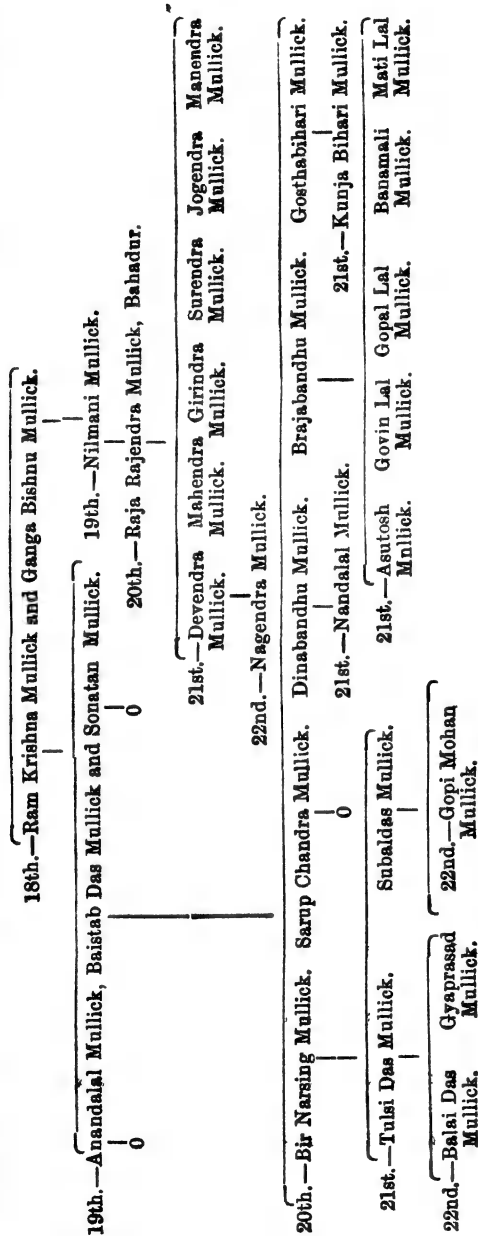 18th.—Ram Krishna Mullick and Ganga Bishnu Mullick.
19th.—Anandalal Mullick, Baistab Das Mullick and Sonatan Mullick. 19th.—Nilmani Mullick.
0 0
20th.—Raja Rajendra Mullick, Bahadur.
21st.—Devendra Mahendra Girindra Surendra Jogendra Manendra
Mullick. Mullick. Mullick. Mullick. Mullick. Mullick.
22nd.—Nagendra Mullick.
20th.—Bir Narsing Mullick. Sarup Chandra Mullick. Dinabandhu Mullick. Brajabandhu Mullick. Gosthabihari Mullick.
0
21st.—Nandalal Mullick. 21st.—Kunja Bihari Mullick.
21st.—Tulsi Das Mullick. Subaldas Mullick. 21st.—Asutosh Govin Lal Gopal Lal Banamali Mati Lal
Mnllick. Mullick. Mullick. Mullick. Mullick.
22nd.—Balai Das Gyaprasad 22nd.—Gopi Mohan
Mullick. Mullick. Mullick.